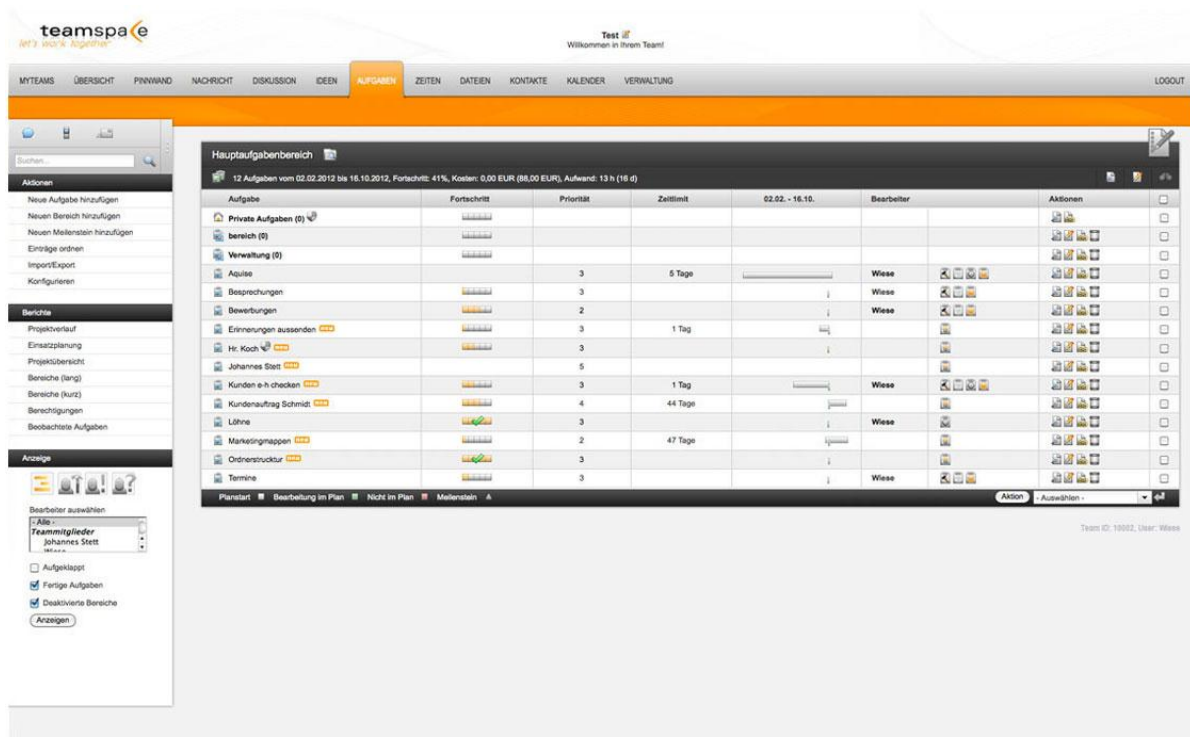 teamspace
let's work together
Test
Willkommen in Ihrem Team!
MYTEAMS ÜBERSICHT PINNWAND NACHRICHT DISKUSSION IDEEN AUFGABEN ZEITEN DATEIEN KONTAKTE KALENDER VERWALTUNG LOGOUT
Suchen...
Aktionen
Neue Aufgabe hinzufügen
Neuen Bereich hinzufügen
Neuen Meilenstein hinzufügen
Einträge ordnen
Import/Export
Konfigurieren
Berichte
Projektverlauf
Einsatzplanung
Projektübersicht
Bereiche (lang)
Bereiche (kurz)
Berechtigungen
Beobachtete Aufgaben
Anzeige
Bearbeiter auswählen
- Alle -
Teammitglieder
Johannes Stett
Wiese
Aufgeklappt
Fertige Aufgaben
Deaktivierte Bereiche
Anzeigen
Hauptaufgabenbereich
12 Aufgaben vom 02.02.2012 bis 16.10.2012, Fortschritt: 41%, Kosten: 0,00 EUR (88,00 EUR), Aufwand: 13 h (16 d)
Aufgabe Fortschritt Priorität Zeitlimit 02.02. - 16.10. Bearbeiter Aktionen
Private Aufgaben (0)
bereich (0)
Verwaltung (0)
Aquise 3 5 Tage Wiese
Besprechungen 3 Wiese
Bewerbungen 2 Wiese
Erinnerungen aussenden 3 1 Tag
Hr. Koch 3
Johannes Stett 5
Kunden e-h checken 3 1 Tag Wiese
Kundenauftrag Schmidt 4 44 Tage
Löhne 3 Wiese
Marketingmappen 2 47 Tage
Ordnerstrucktur 3
Termine 3 Wiese
Planstart Bearbeitung im Plan Nicht im Plan Meilenstein Aktion - Auswählen -
Team ID: 10002, User: Wiese